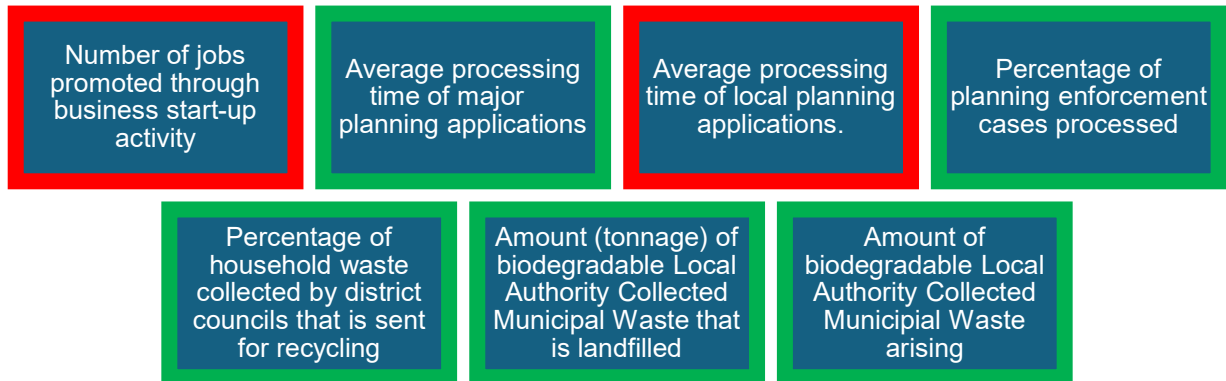 Number of jobs
promoted through
business start-up
activity
Average processing
time of major
planning applications
Average processing
time of local planning
applications.
Percentage of
planning enforcement
cases processed
Percentage of
household waste
collected by district
councils that is sent
for recycling
Amount (tonnage) of
biodegradable Local
Authority Collected
Municipal Waste that
is landfilled
Amount of
biodegradable Local
Authority Collected
Municipial Waste
arising